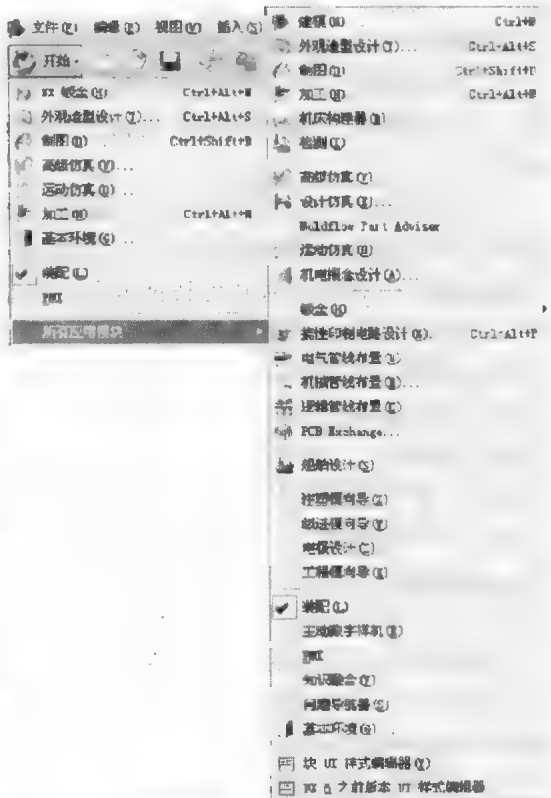 文件(F) 编辑(E) 视图(V) 插入(S)
开始
NX 钣金(H)... Ctrl+Alt+N
外观造型设计(T)... Ctrl+Alt+S
制图(D)... Ctrl+Shift+D
高级仿真(V)...
运动仿真(O)...
加工(N)... Ctrl+Alt+M
基本环境(G)...
装配(L)
PMI
所有应用模块
建模(M)... Ctrl+M
外观造型设计(T)... Ctrl+Alt+S
制图(D)... Ctrl+Shift+D
加工(N)... Ctrl+Alt+M
机床构建器(B)...
检测(I)...
高级仿真(V)...
设计仿真(J)...
Moldflow Part Adviser
运动仿真(O)...
机电概念设计(A)...
钣金(H)
柔性印制电路设计(X)... Ctrl+Alt+P
电气管线布置(E)...
机械管线布置(R)...
逻辑管线布置(C)...
PCB Exchange...
船舶设计(S)
注塑模向导(Z)
级进模向导(P)
电极设计(C)
工程模向导(E)
装配(L)
主动数字样机(D)
PMI
知识融合(F)
问题导航器(S)
基本环境(G)...
块 UI 样式编辑器(Y)
NX 6 之前版本 UI 样式编辑器